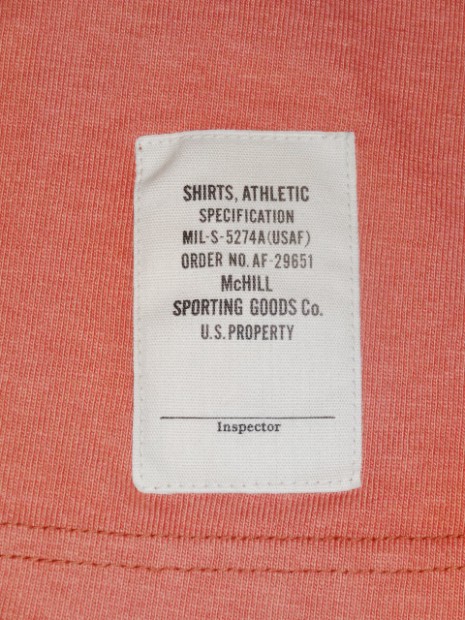 SHIRTS, ATHLETIC
SPECIFICATION
MIL-S-5274A(USAF)
ORDER NO. AF-29651
McHILL
SPORTING GOODS Co.
U.S. PROPERTY
Inspector